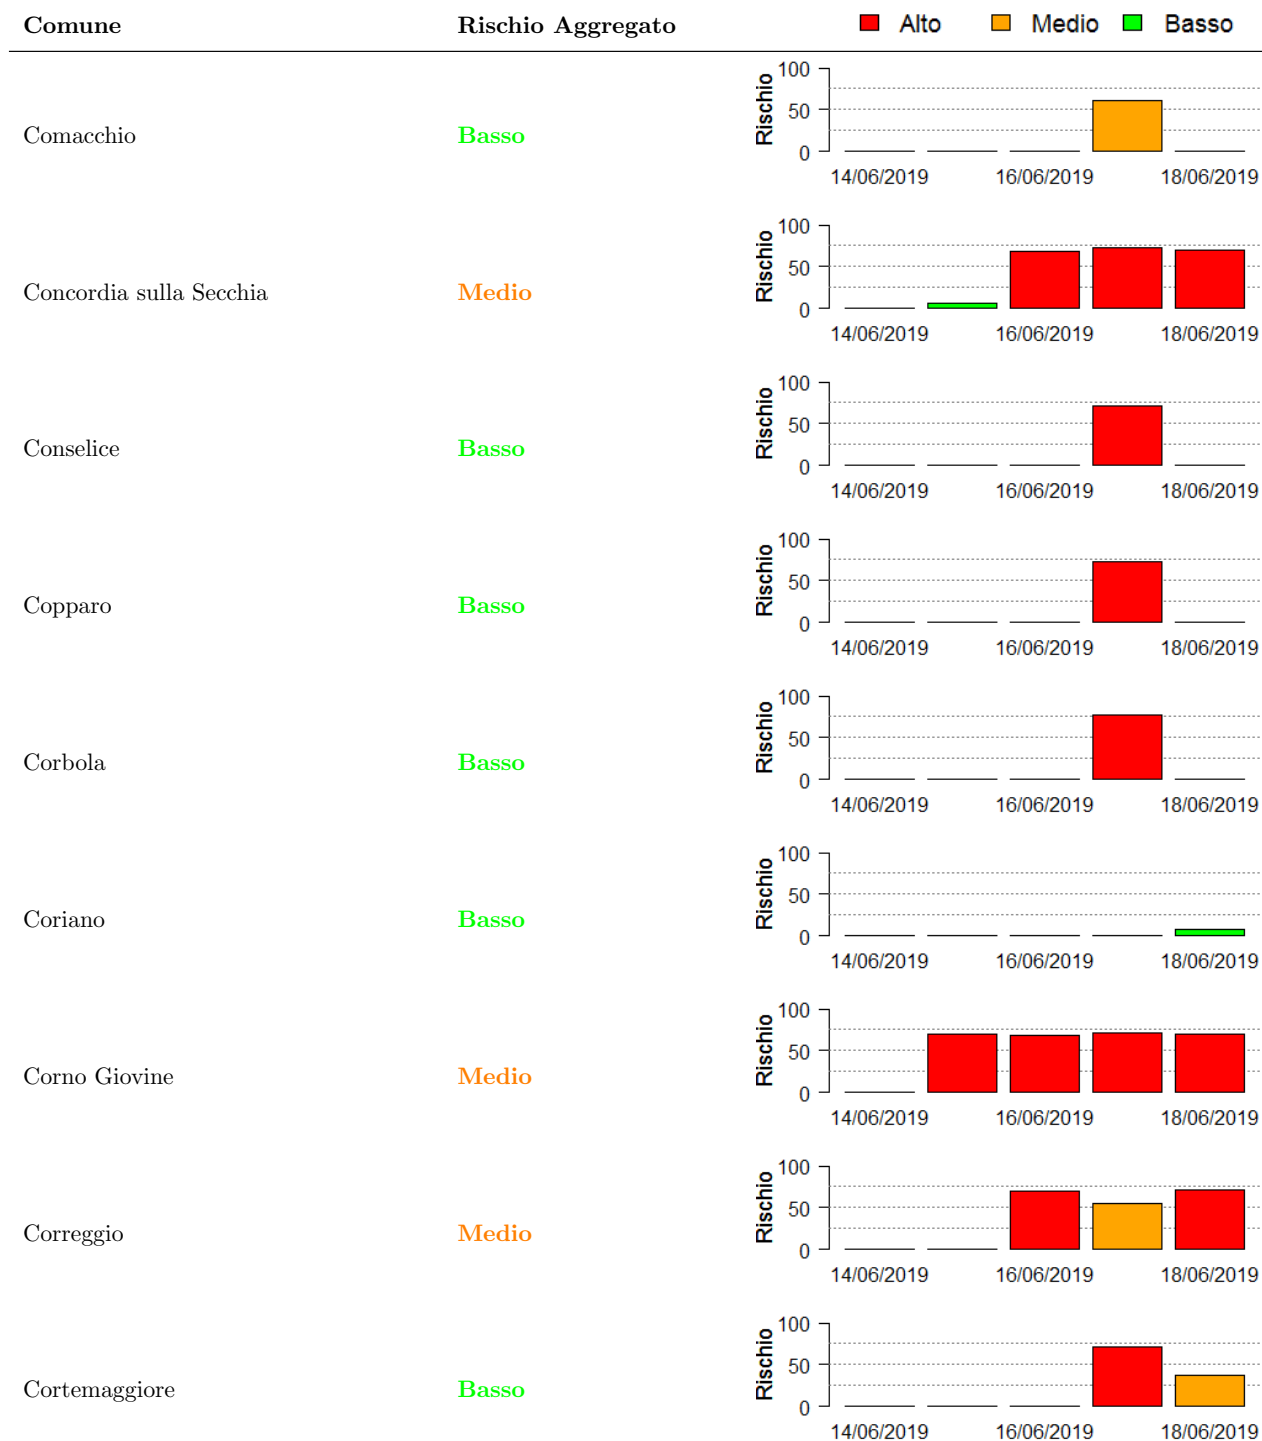 Comune Rischio Aggregato Alto Medio Basso
Comacchio Basso
Rischio
100
50
0
14/06/2019 16/06/2019 18/06/2019
Concordia sulla Secchia Medio
Rischio
100
50
0
14/06/2019 16/06/2019 18/06/2019
Conselice Basso
Rischio
100
50
0
14/06/2019 16/06/2019 18/06/2019
Copparo Basso
Rischio
100
50
0
14/06/2019 16/06/2019 18/06/2019
Corbola Basso
Rischio
100
50
0
14/06/2019 16/06/2019 18/06/2019
Coriano Basso
Rischio
100
50
0
14/06/2019 16/06/2019 18/06/2019
Corno Giovine Medio
Rischio
100
50
0
14/06/2019 16/06/2019 18/06/2019
Correggio Medio
Rischio
100
50
0
14/06/2019 16/06/2019 18/06/2019
Cortemaggiore Basso
Rischio
100
50
0
14/06/2019 16/06/2019 18/06/2019